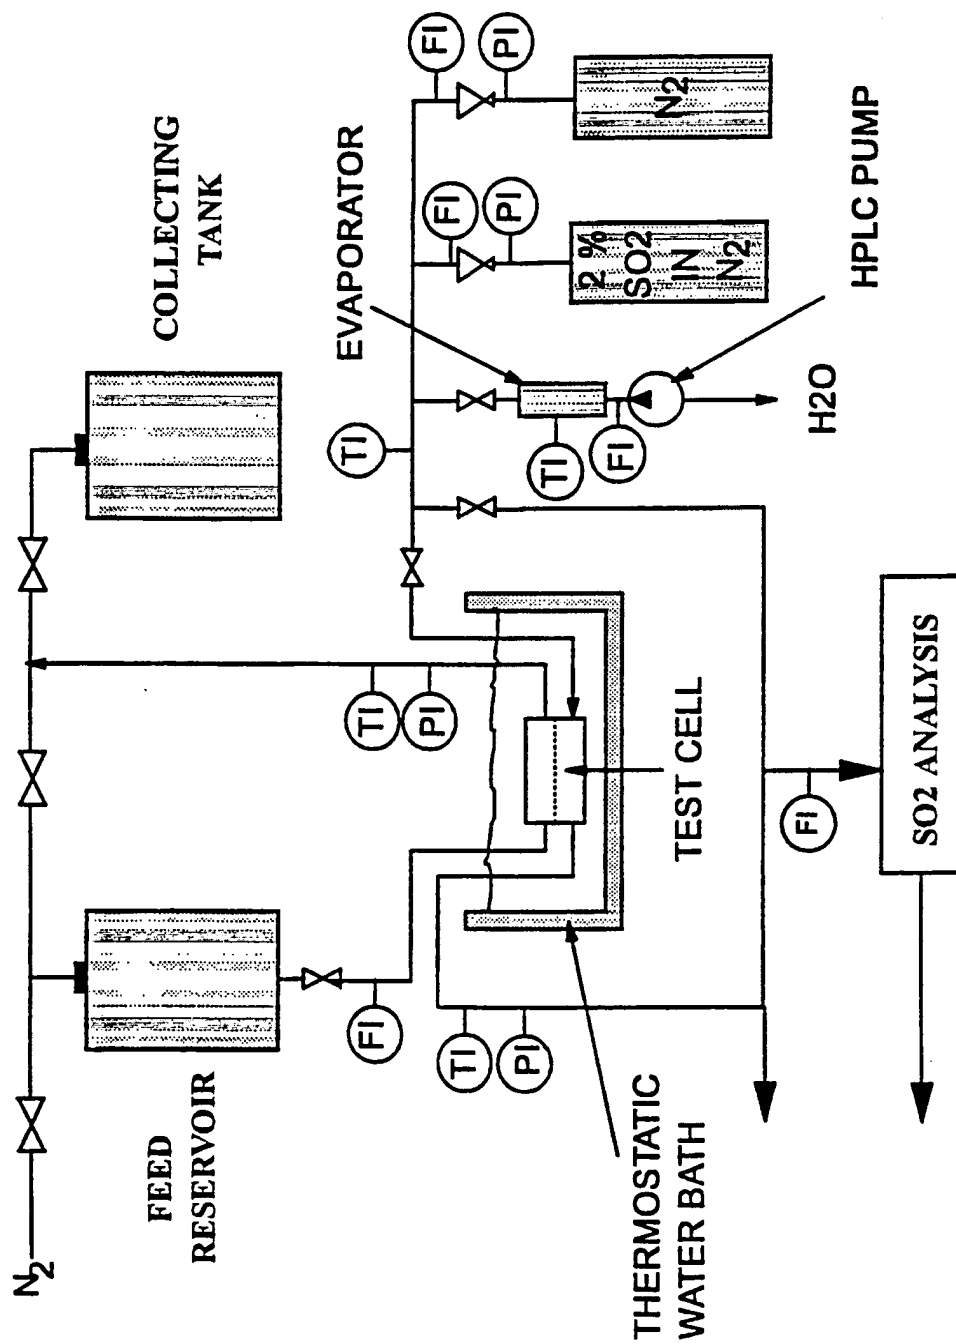 N2
FEED
RESERVOIR
COLLECTING
TANK
FI
TI
PI
TI
PI
THERMOSTATIC
WATER BATH
TEST CELL
TI
EVAPORATOR
TI
FI
H2O
HPLC PUMP
FI
PI
2 %
SO2
IN
N2
FI
PI
N2
FI
SO2 ANALYSIS